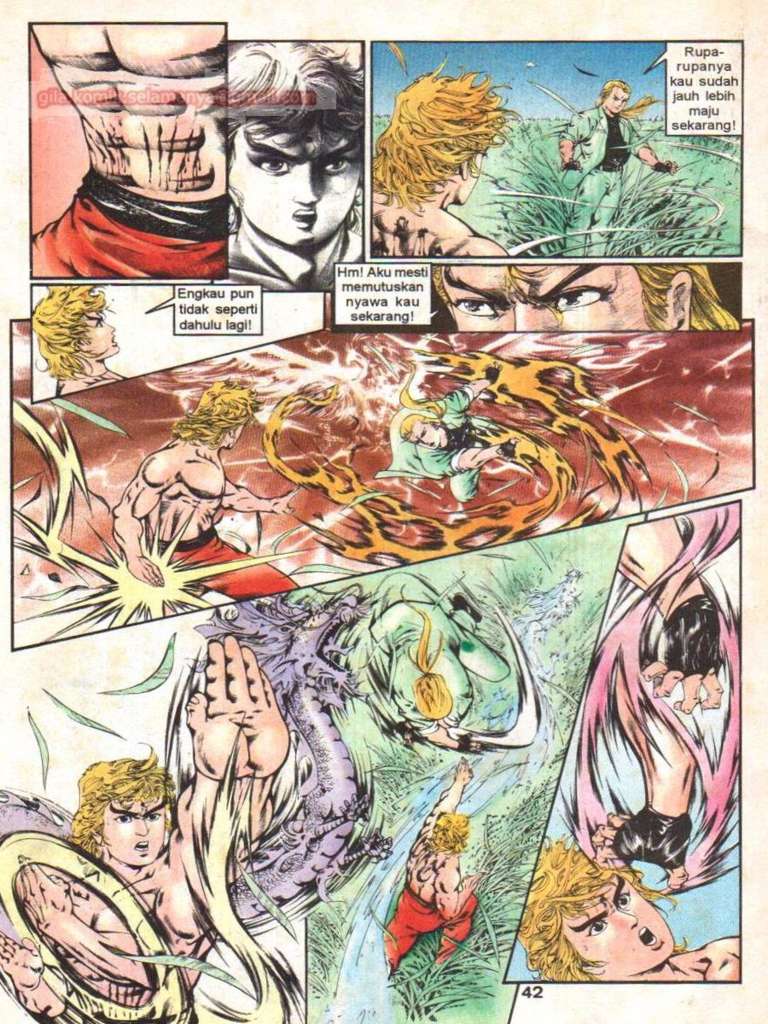 Rupa-
rupanya
kau sudah
jauh lebih
maju
sekarang!
Engkau pun
tidak seperti
dahulu lagi!
Hm! Aku mesti
memutuskan
nyawa kau
sekarang!
42